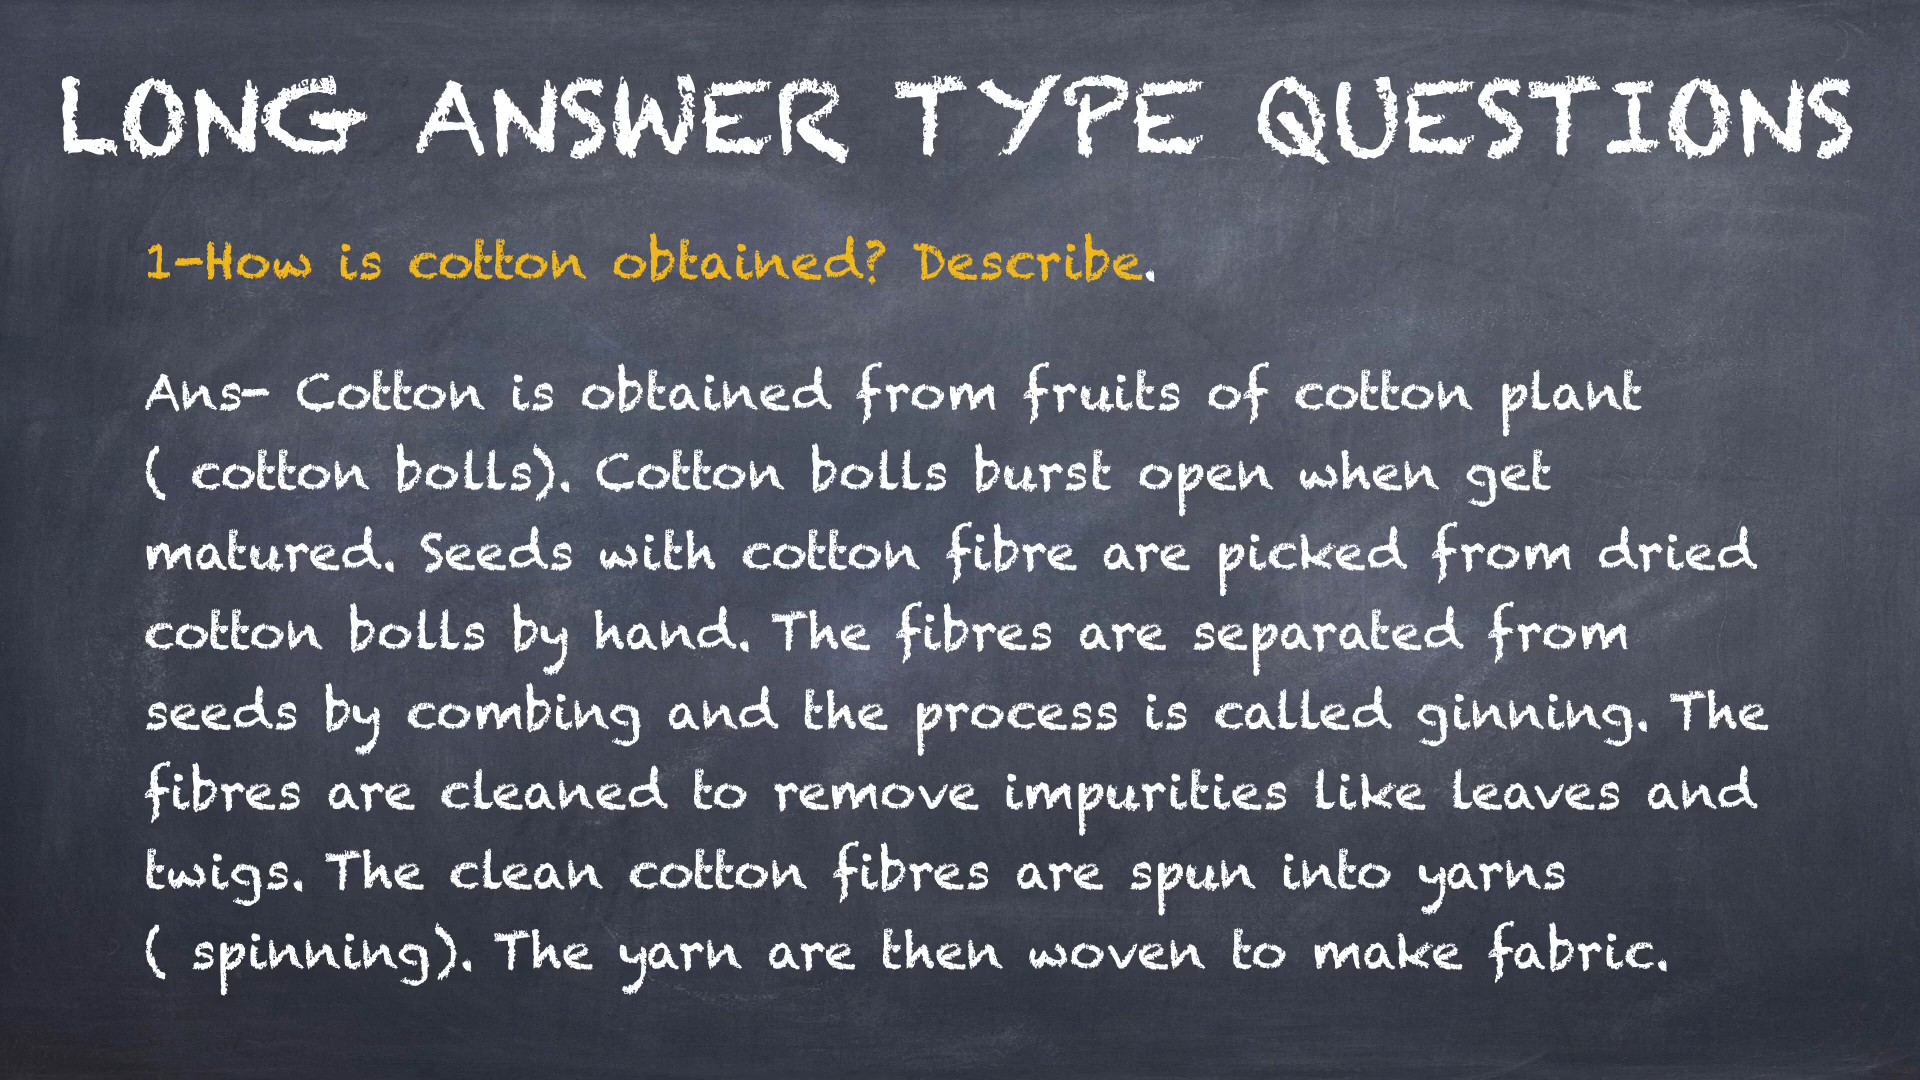 LONG ANSWER TYPE QUESTIONS
1-How is cotton obtained? Describe.
Ans- Cotton is obtained from fruits of cotton plant
( cotton bolls). Cotton bolls burst open when get
matured. Seeds with cotton fibre are picked from dried
cotton bolls by hand. The fibres are separated from
seeds by combing and the process is called ginning. The
fibres are cleaned to remove impurities like leaves and
twigs. The clean cotton fibres are spun into yarns
( spinning). The yarn are then woven to make fabric.